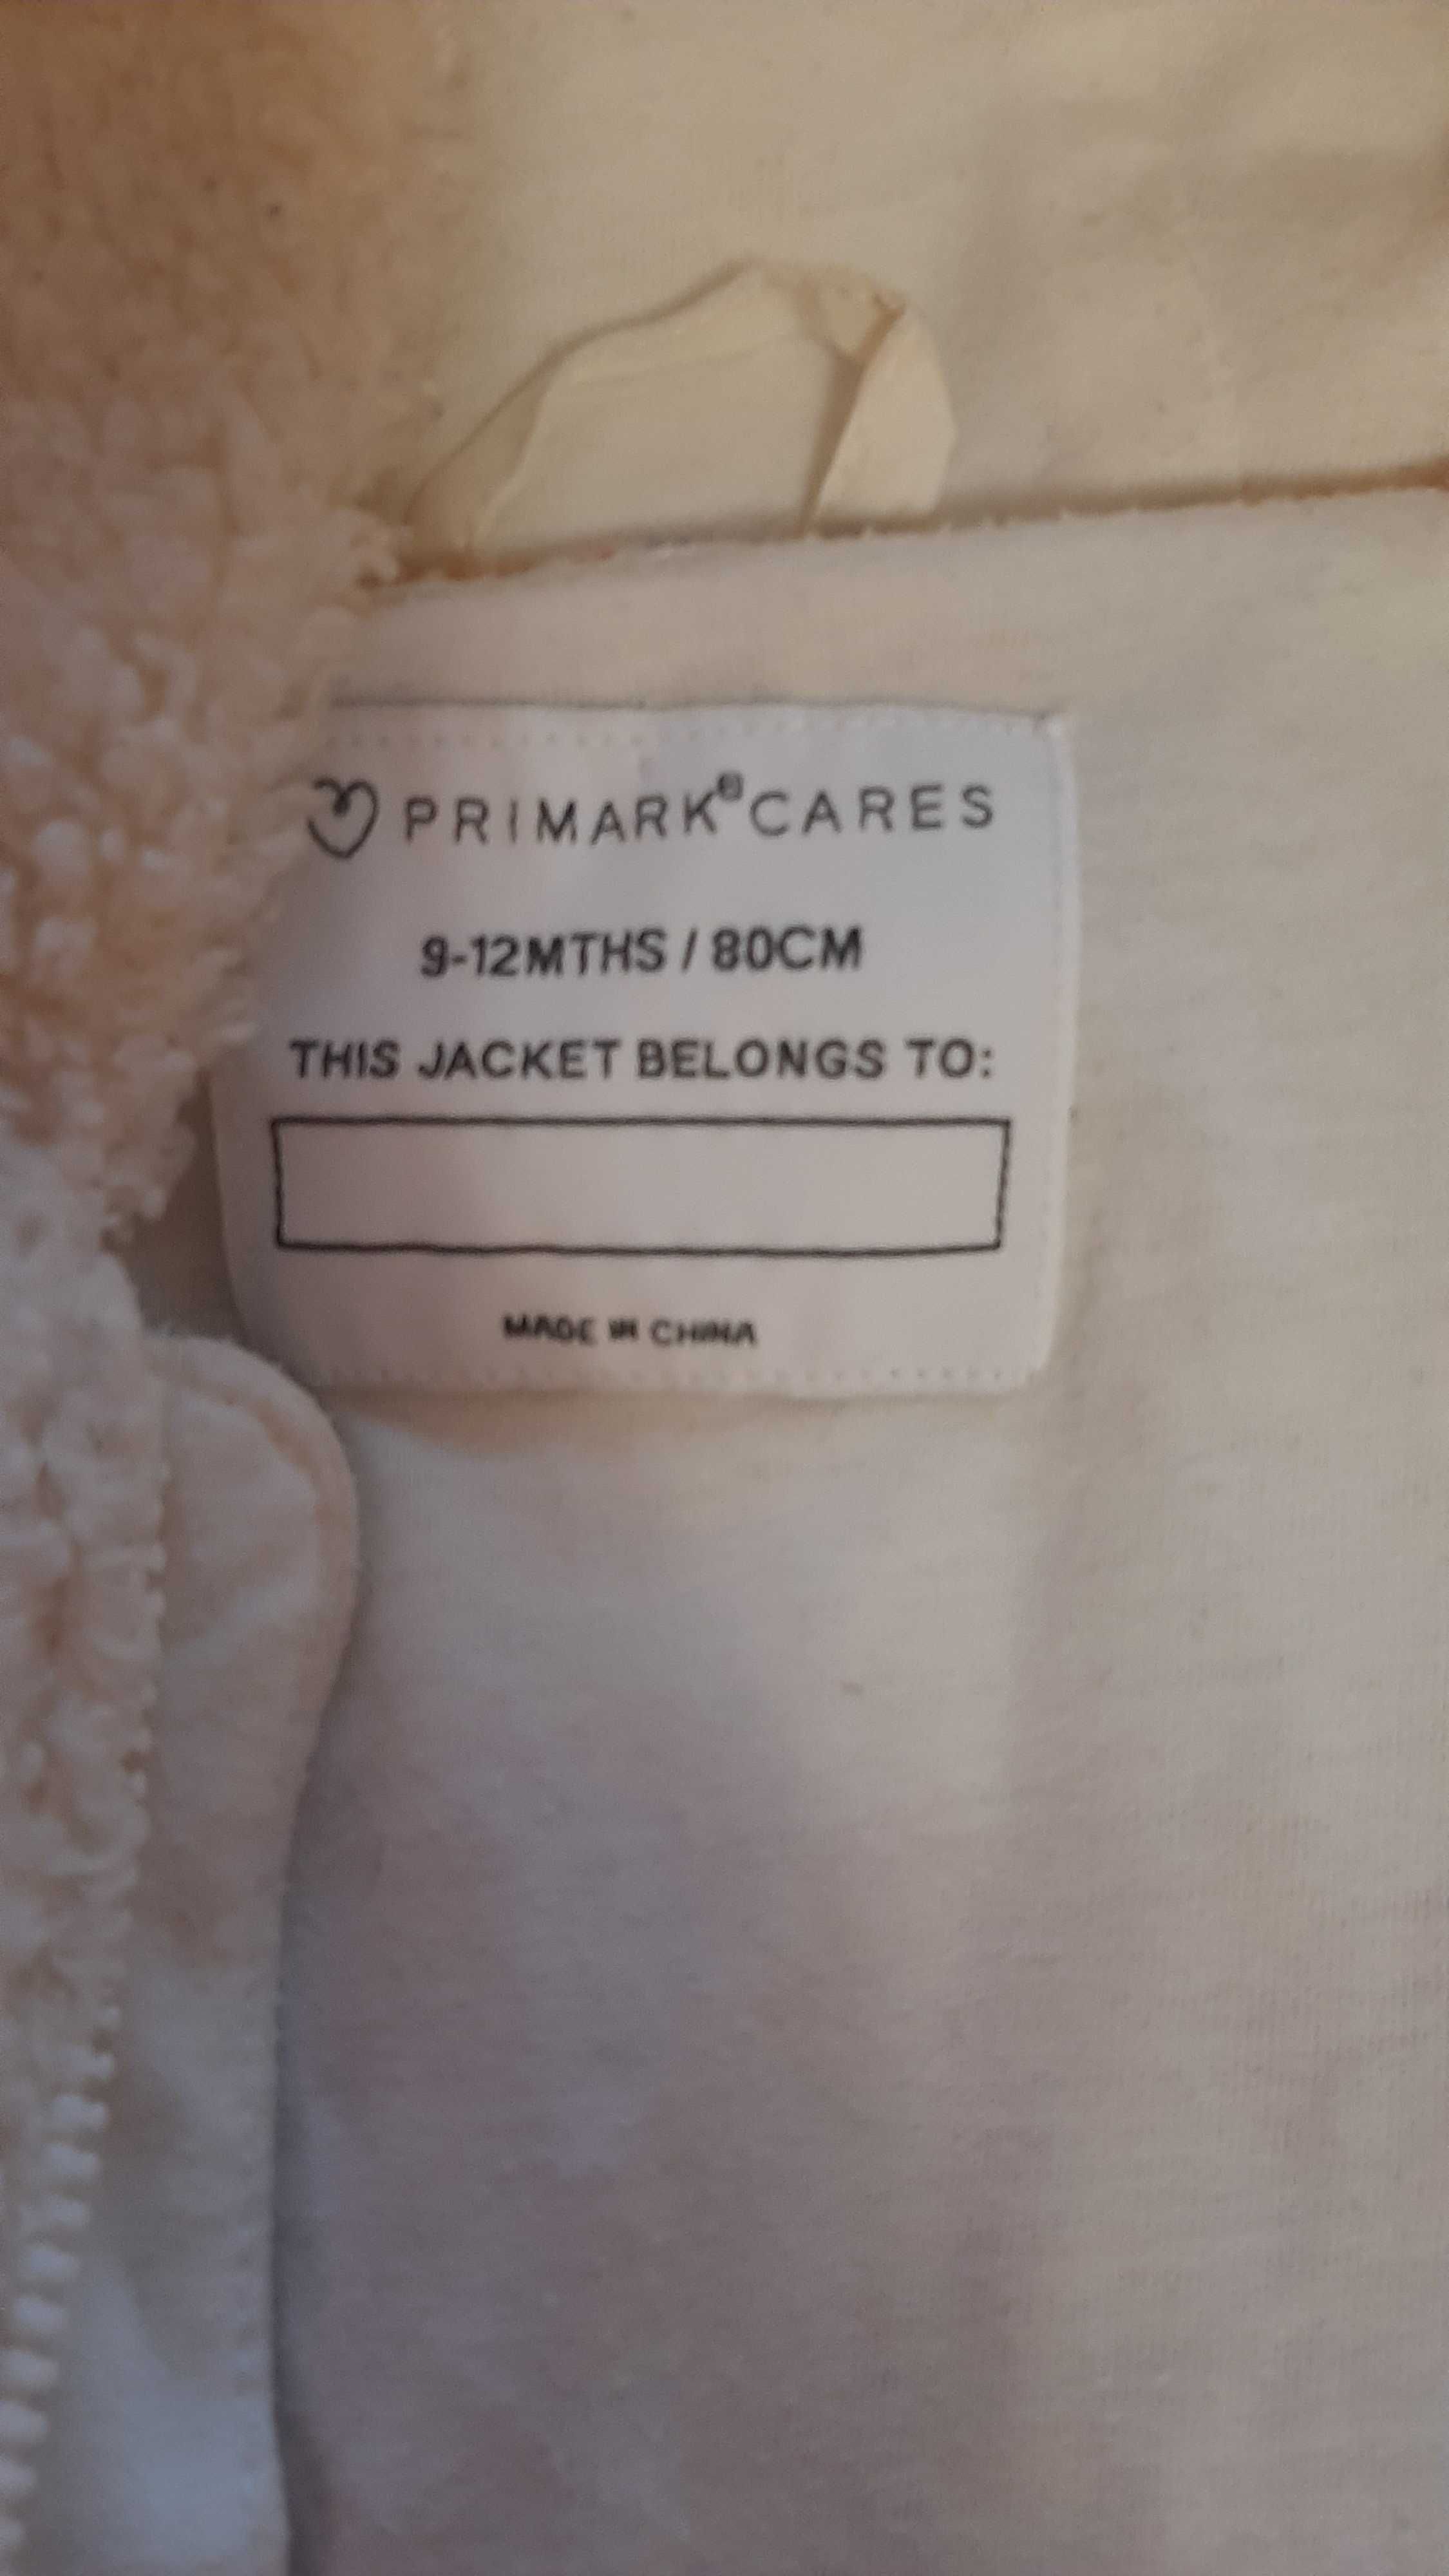 PRIMARK® CARES
9-12MTHS / 80CM
THIS JACKET BELONGS TO:
MADE IN CHINA